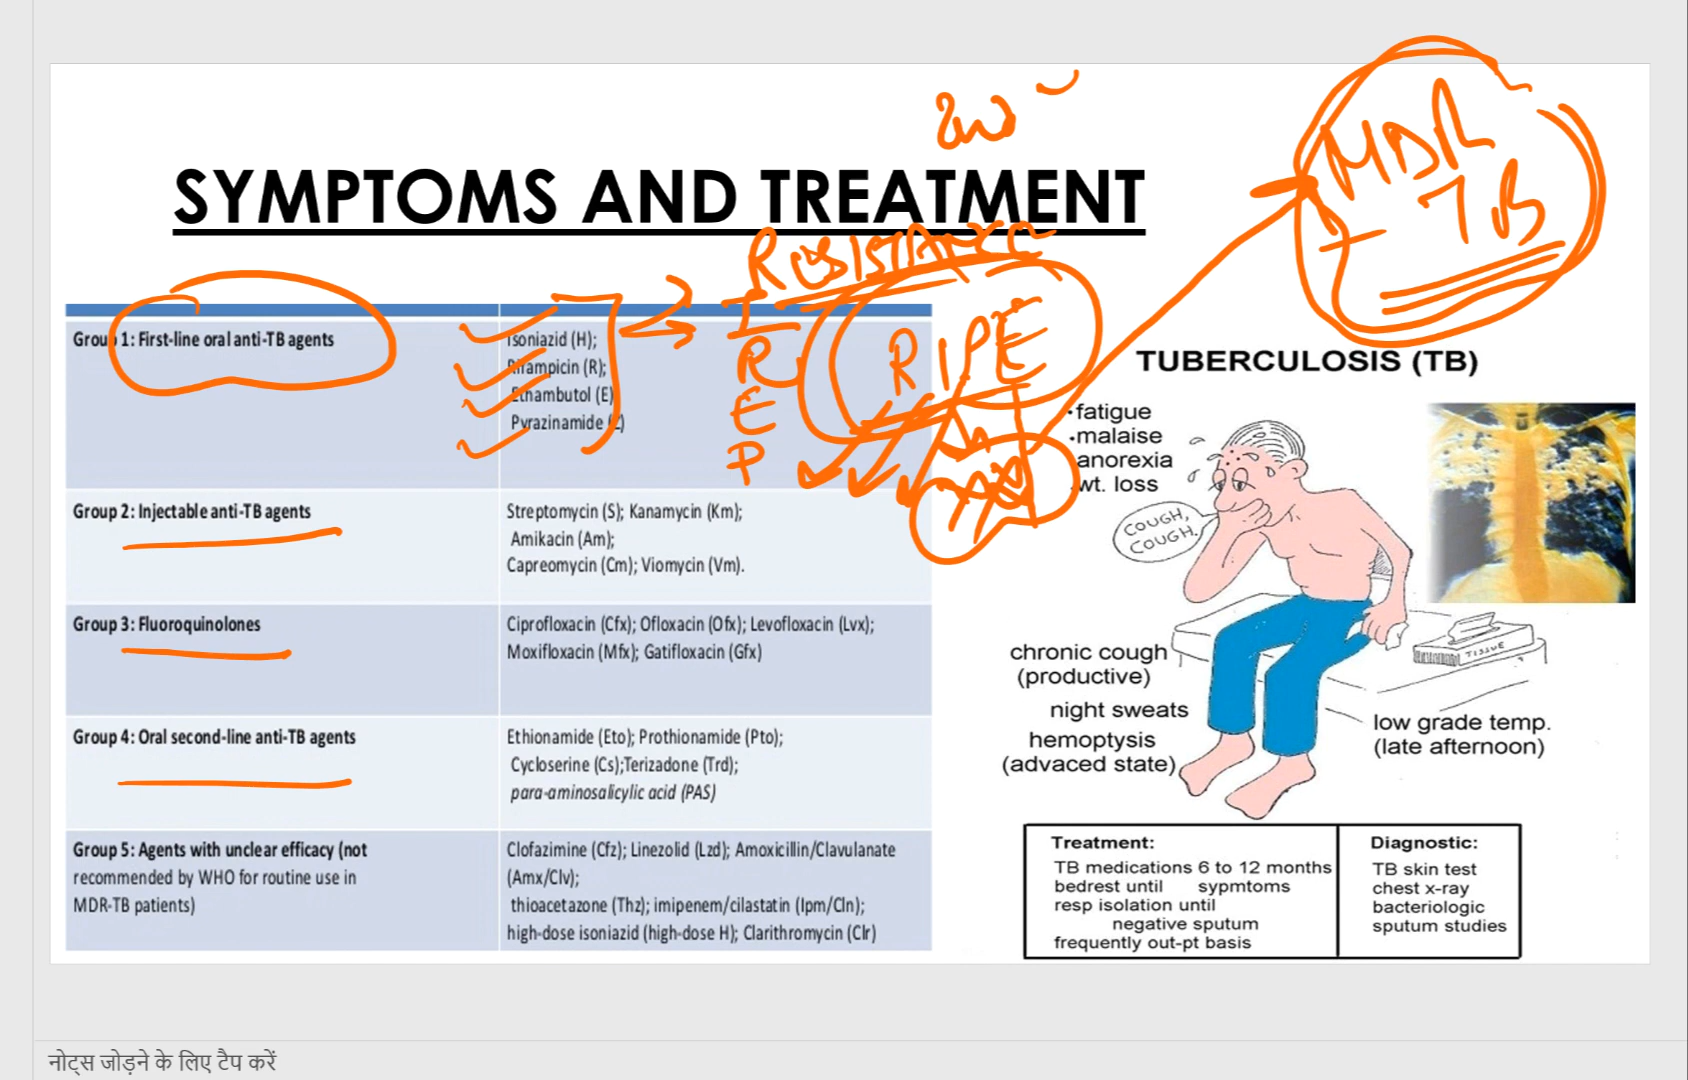 SYMPTOMS AND TREATMENT
MDR
TB
RESISTANCE
I
R
E
P
RIPE
Group 1: First-line oral anti-TB agents
Isoniazid (H);
Rifampicin (R);
Ethambutol (E)
Pyrazinamide (Z)
Group 2: Injectable anti-TB agents
Streptomycin (S); Kanamycin (Km);
Amikacin (Am);
Capreomycin (Cm); Viomycin (Vm).
Group 3: Fluoroquinolones
Ciprofloxacin (Cfx); Ofloxacin (Ofx); Levofloxacin (Lvx);
Moxifloxacin (Mfx); Gatifloxacin (Gfx)
Group 4: Oral second-line anti-TB agents
Ethionamide (Eto); Prothionamide (Pto);
Cycloserine (Cs);Terizadone (Trd);
para-aminosalicylic acid (PAS)
Group 5: Agents with unclear efficacy (not
recommended by WHO for routine use in
MDR-TB patients)
Clofazimine (Cfz); Linezolid (Lzd); Amoxicillin/Clavulanate
(Amx/Clv);
thioacetazone (Thz); imipenem/cilastatin (Ipm/Cln);
high-dose isoniazid (high-dose H); Clarithromycin (Clr)
TUBERCULOSIS (TB)
•fatigue
•malaise
anorexia
wt. loss
COUGH,
COUGH.
TISSUE
chronic cough
(productive)
night sweats
hemoptysis
(advaced state)
low grade temp.
(late afternoon)
Treatment:
TB medications 6 to 12 months
bedrest until sypmtoms
resp isolation until
negative sputum
frequently out-pt basis
Diagnostic:
TB skin test
chest x-ray
bacteriologic
sputum studies
नोट्स जोड़ने के लिए टैप करें